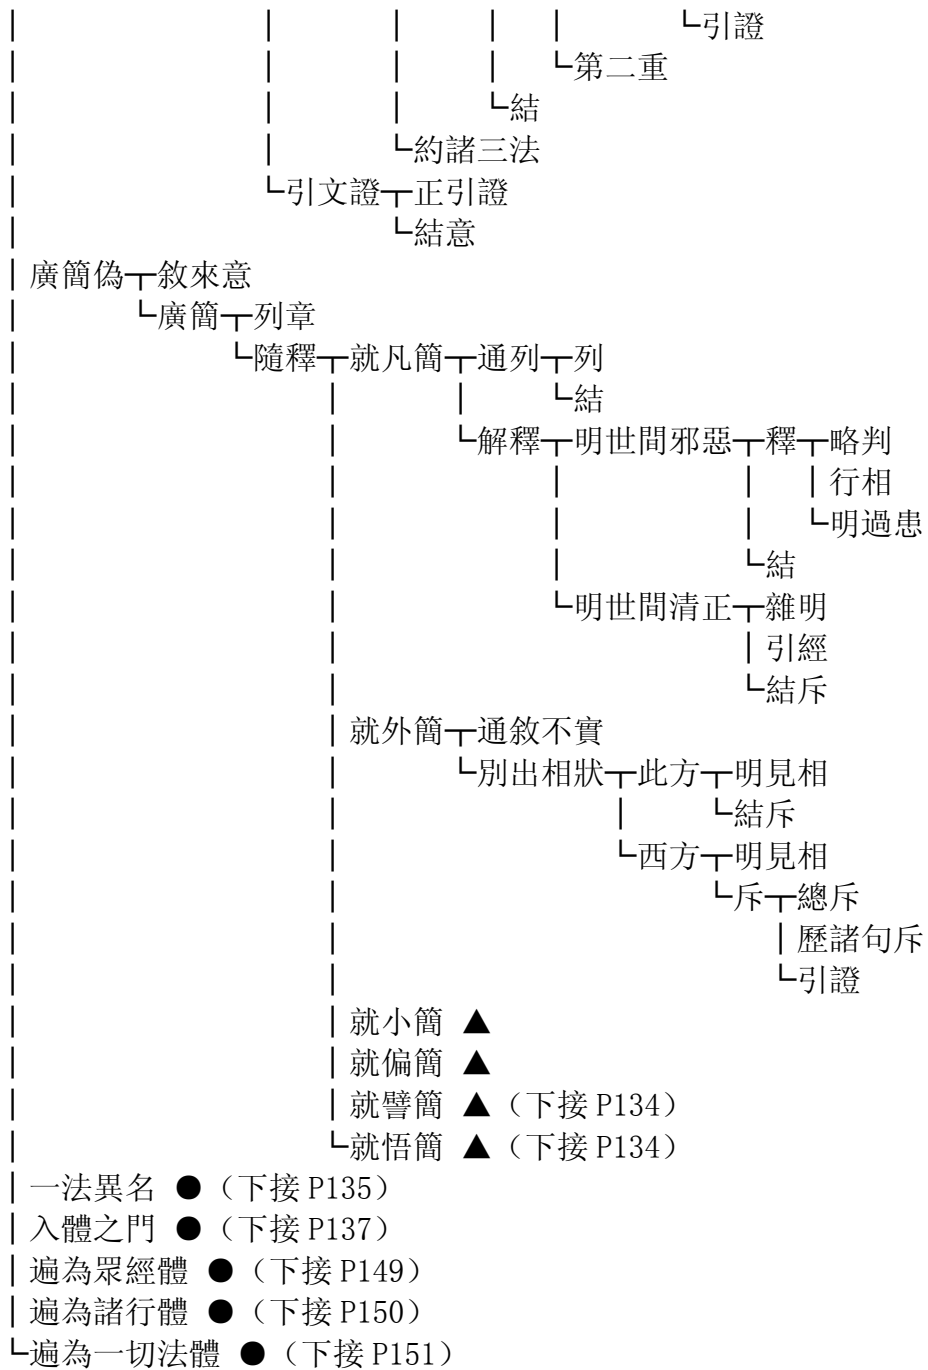 └引證
└第二重
└結
└約諸三法
└引文證┬正引證
└結意
廣簡偽┬敘來意
└廣簡┬列章
└隨釋┬就凡簡┬通列┬列
└結
└解釋┬明世間邪惡┬釋┬略判
行相
└明過患
└結
└明世間清正┬雜明
引經
└結斥
就外簡┬通敘不實
└別出相狀┬此方┬明見相
└結斥
└西方┬明見相
└斥┬總斥
歷諸句斥
└引證
就小簡 ▲
就偏簡 ▲
就譬簡 ▲（下接 P134）
└就悟簡 ▲（下接 P134）
一法異名 ●（下接 P135）
入體之門 ●（下接 P137）
遍為眾經體 ●（下接 P149）
遍為諸行體 ●（下接 P150）
└遍為一切法體 ●（下接 P151）